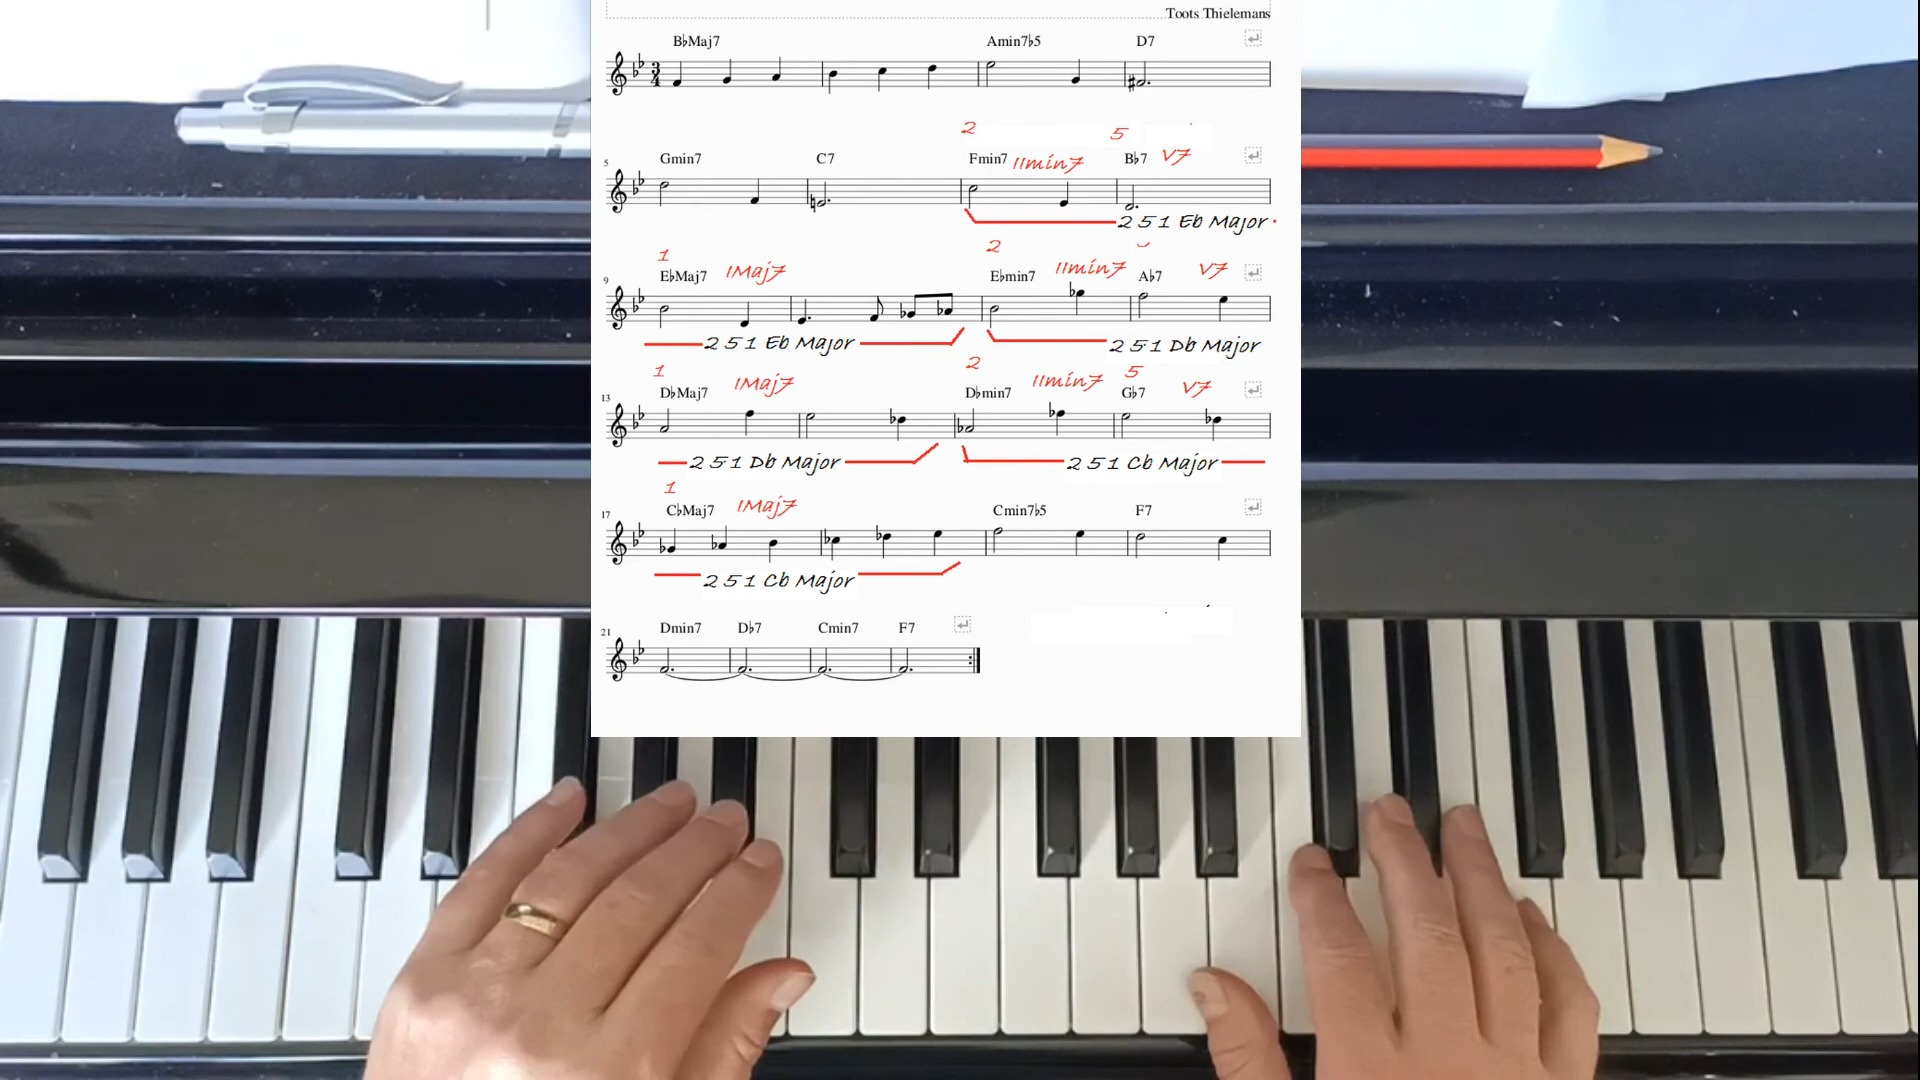 Toots Thielemans
B♭Maj7 Amin7♭5 D7
3
4
2 5
5 Gmin7 C7 Fmin7 IImin7 B♭7 V7
2 5 1 Eb Major
1 2
9 E♭Maj7 IMaj7 E♭min7 IImin7 A♭7 V7
2 5 1 Eb Major 2 5 1 Db Major
1 2 5
13 D♭Maj7 IMaj7 D♭min7 IImin7 G♭7 V7
2 5 1 Db Major 2 5 1 Cb Major
1
17 C♭Maj7 IMaj7 Cmin7♭5 F7
2 5 1 Cb Major
21 Dmin7 D♭7 Cmin7 F7